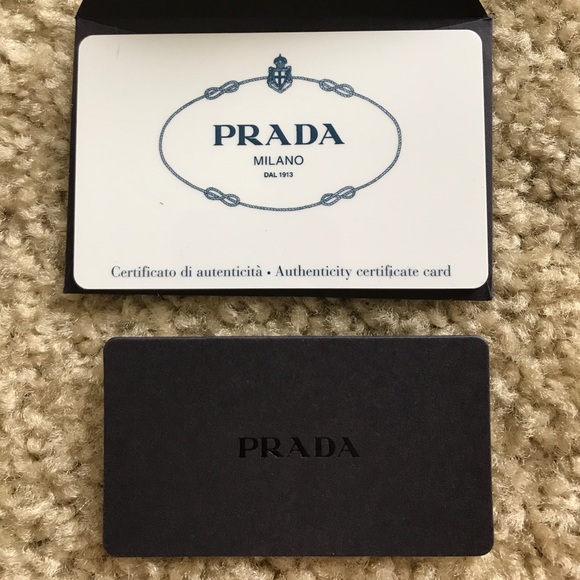 PRADA
MILANO
DAL 1913
Certificato di autenticità • Authenticity certificate card
PRADA